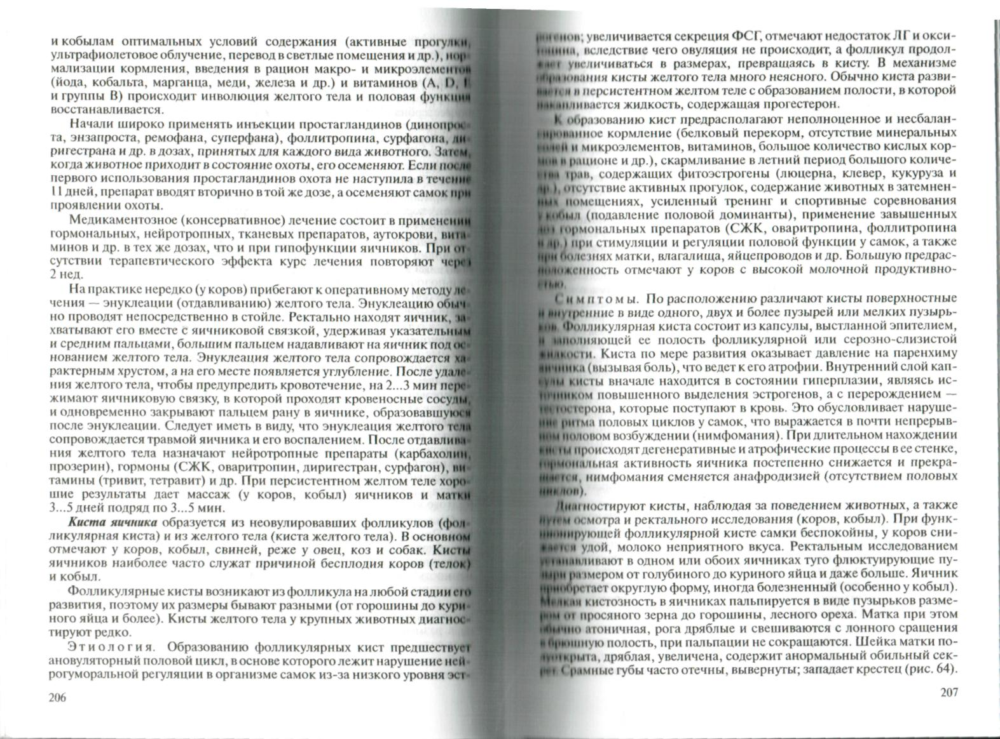 и кобылам оптимальных условий содержания (активные прогулки,
ультрафиолетовое облучение, перевод в светлые помещения и др.), нор-
мализации кормления, введения в рацион макро- и микроэлементов
(йода, кобальта, марганца, меди, железа и др.) и витаминов (А, D,
и группы В) происходит инволюция желтого тела и половая функция
восстанавливается.
Начали широко применять инъекции простагландинов (динопрос-
та, энзапроста, ремофана, суперфана), фоллитропина, сурфагона, ди-
ригестрана и др. в дозах, принятых для каждого вида животного. Затем,
когда животное приходит в состояние охоты, его осеменяют. Если после
первого использования простагландинов охота не наступила в течение
11 дней, препарат вводят вторично в той же дозе, а осеменяют самок при
проявлении охоты.
Медикаментозное (консервативное) лечение состоит в применении
гормональных, нейротропных, тканевых препаратов, аутокрови, вита-
минов и др. в тех же дозах, что и при гипофункции яичников. При от-
сутствии терапевтического эффекта курс лечения повторяют через
2 нед.
На практике нередко (у коров) прибегают к оперативному методу ле-
чения — энуклеации (отдавливанию) желтого тела. Энуклеацию обыч-
но проводят непосредственно в стойле. Ректально находят яичник, за-
хватывают его вместе с яичниковой связкой, удерживая указательным
и средним пальцами, большим пальцем надавливают на яичник под ос-
нованием желтого тела. Энуклеация желтого тела сопровождается ха-
рактерным хрустом, а на его месте появляется углубление. После удале-
ния желтого тела, чтобы предупредить кровотечение, на 2...3 мин пере-
жимают яичниковую связку, в которой проходят кровеносные сосуды,
и одновременно закрывают пальцем рану в яичнике, образовавшуюся
после энуклеации. Следует иметь в виду, что энуклеация желтого тела
сопровождается травмой яичника и его воспалением. После отдавлива-
ния желтого тела назначают нейротропные препараты (карбахолин,
прозерин), гормоны (СЖК, оваритропин, диригестран, сурфагон), ви-
тамины (тривит, тетравит) и др. При персистентном желтом теле хоро-
шие результаты дает массаж (у коров, кобыл) яичников и матки
3...5 дней подряд по 3...5 мин.
Киста яичника образуется из неовулировавших фолликулов (фол-
ликулярная киста) и из желтого тела (киста желтого тела). В основном
отмечают у коров, кобыл, свиней, реже у овец, коз и собак. Кисты
яичников наиболее часто служат причиной бесплодия коров (телок)
и кобыл.
Фолликулярные кисты возникают из фолликула на любой стадии его
развития, поэтому их размеры бывают разными (от горошины до кури-
ного яйца и более). Кисты желтого тела у крупных животных диагнос-
тируют редко.
Этиология. Образованию фолликулярных кист предшествует
ановуляторный половой цикл, в основе которого лежит нарушение ней-
рогуморальной регуляции в организме самок из-за низкого уровня эст-
206
увеличивается секреция ФСГ, отмечают недостаток ЛГ и окси-
вследствие чего овуляция не происходит, а фолликул продол-
увеличиваться в размерах, превращаясь в кисту. В механизме
образования кисты желтого тела много неясного. Обычно киста разви-
вается в персистентном желтом теле с образованием полости, в которой
накапливается жидкость, содержащая прогестерон.
К образованию кист предрасполагают неполноценное и несбалан-
сированное кормление (белковый перекорм, отсутствие минеральных
солей и микроэлементов, витаминов, большое количество кислых кор-
мов в рационе и др.), скармливание в летний период большого количе-
ства трав, содержащих фитоэстрогены (люцерна, клевер, кукуруза и
др.), отсутствие активных прогулок, содержание животных в затемнен-
ных помещениях, усиленный тренинг и спортивные соревнования
у кобыл (подавление половой доминанты), применение завышенных
доз гормональных препаратов (СЖК, оваритропина, фоллитропина
и др.) при стимуляции и регуляции половой функции у самок, а также
при болезнях матки, влагалища, яйцепроводов и др. Большую предрас-
положенность отмечают у коров с высокой молочной продуктивно-
стью.
Симптомы. По расположению различают кисты поверхностные
и внутренние в виде одного, двух и более пузырей или мелких пузырь-
ков. Фолликулярная киста состоит из капсулы, выстланной эпителием,
и заполняющей ее полость фолликулярной или серозно-слизистой
жидкости. Киста по мере развития оказывает давление на паренхиму
яичника (вызывая боль), что ведет к его атрофии. Внутренний слой кап-
сулы кисты вначале находится в состоянии гиперплазии, являясь ис-
точником повышенного выделения эстрогенов, а с перерождением —
которые поступают в кровь. Это обусловливает наруше-
ние ритма половых циклов у самок, что выражается в почти непрерыв-
ном половом возбуждении (нимфомания). При длительном нахождении
кисты происходят дегенеративные и атрофические процессы в ее стенке,
гормональная активность яичника постепенно снижается и прекра-
щается, нимфомания сменяется анафродизией (отсутствием половых
циклов).
Диагностируют кисты, наблюдая за поведением животных, а также
путем осмотра и ректального исследования (коров, кобыл). При функ-
ционирующей фолликулярной кисте самки беспокойны, у коров сни-
жается удой, молоко неприятного вкуса. Ректальным исследованием
устанавливают в одном или обоих яичниках туго флюктуирующие пу-
зыри размером от голубиного до куриного яйца и даже больше. Яичник
приобретает округлую форму, иногда болезненный (особенно у кобыл).
Мелкая кистозность в яичниках пальпируется в виде пузырьков разме-
ром от просяного зерна до горошины, лесного ореха. Матка при этом
обычно атоничная, рога дряблые и свешиваются с лонного сращения
в брюшную полость, при пальпации не сокращаются. Шейка матки по-
луоткрыта, дряблая, увеличена, содержит анормальный обильный сек-
рет. Срамные губы часто отечны, вывернуты; западает крестец (рис. 64).
207